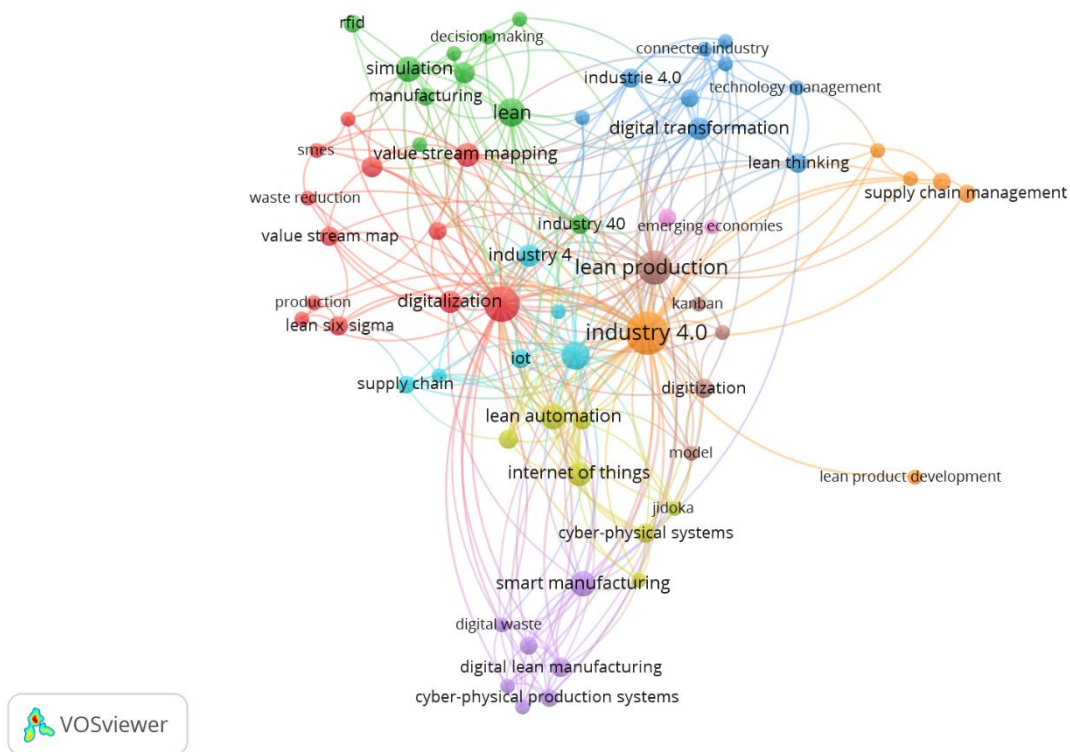 rfid
decision-making
connected industry
simulation
industrie 4.0
technology management
manufacturing
lean
digital transformation
smes
value stream mapping
lean thinking
waste reduction
supply chain management
industry 40
emerging economies
value stream map
industry 4
lean production
production
digitalization
kanban
lean six sigma
industry 4.0
iot
supply chain
digitization
lean automation
model
internet of things
lean product development
jidoka
cyber-physical systems
smart manufacturing
digital waste
digital lean manufacturing
cyber-physical production systems
VOSviewer